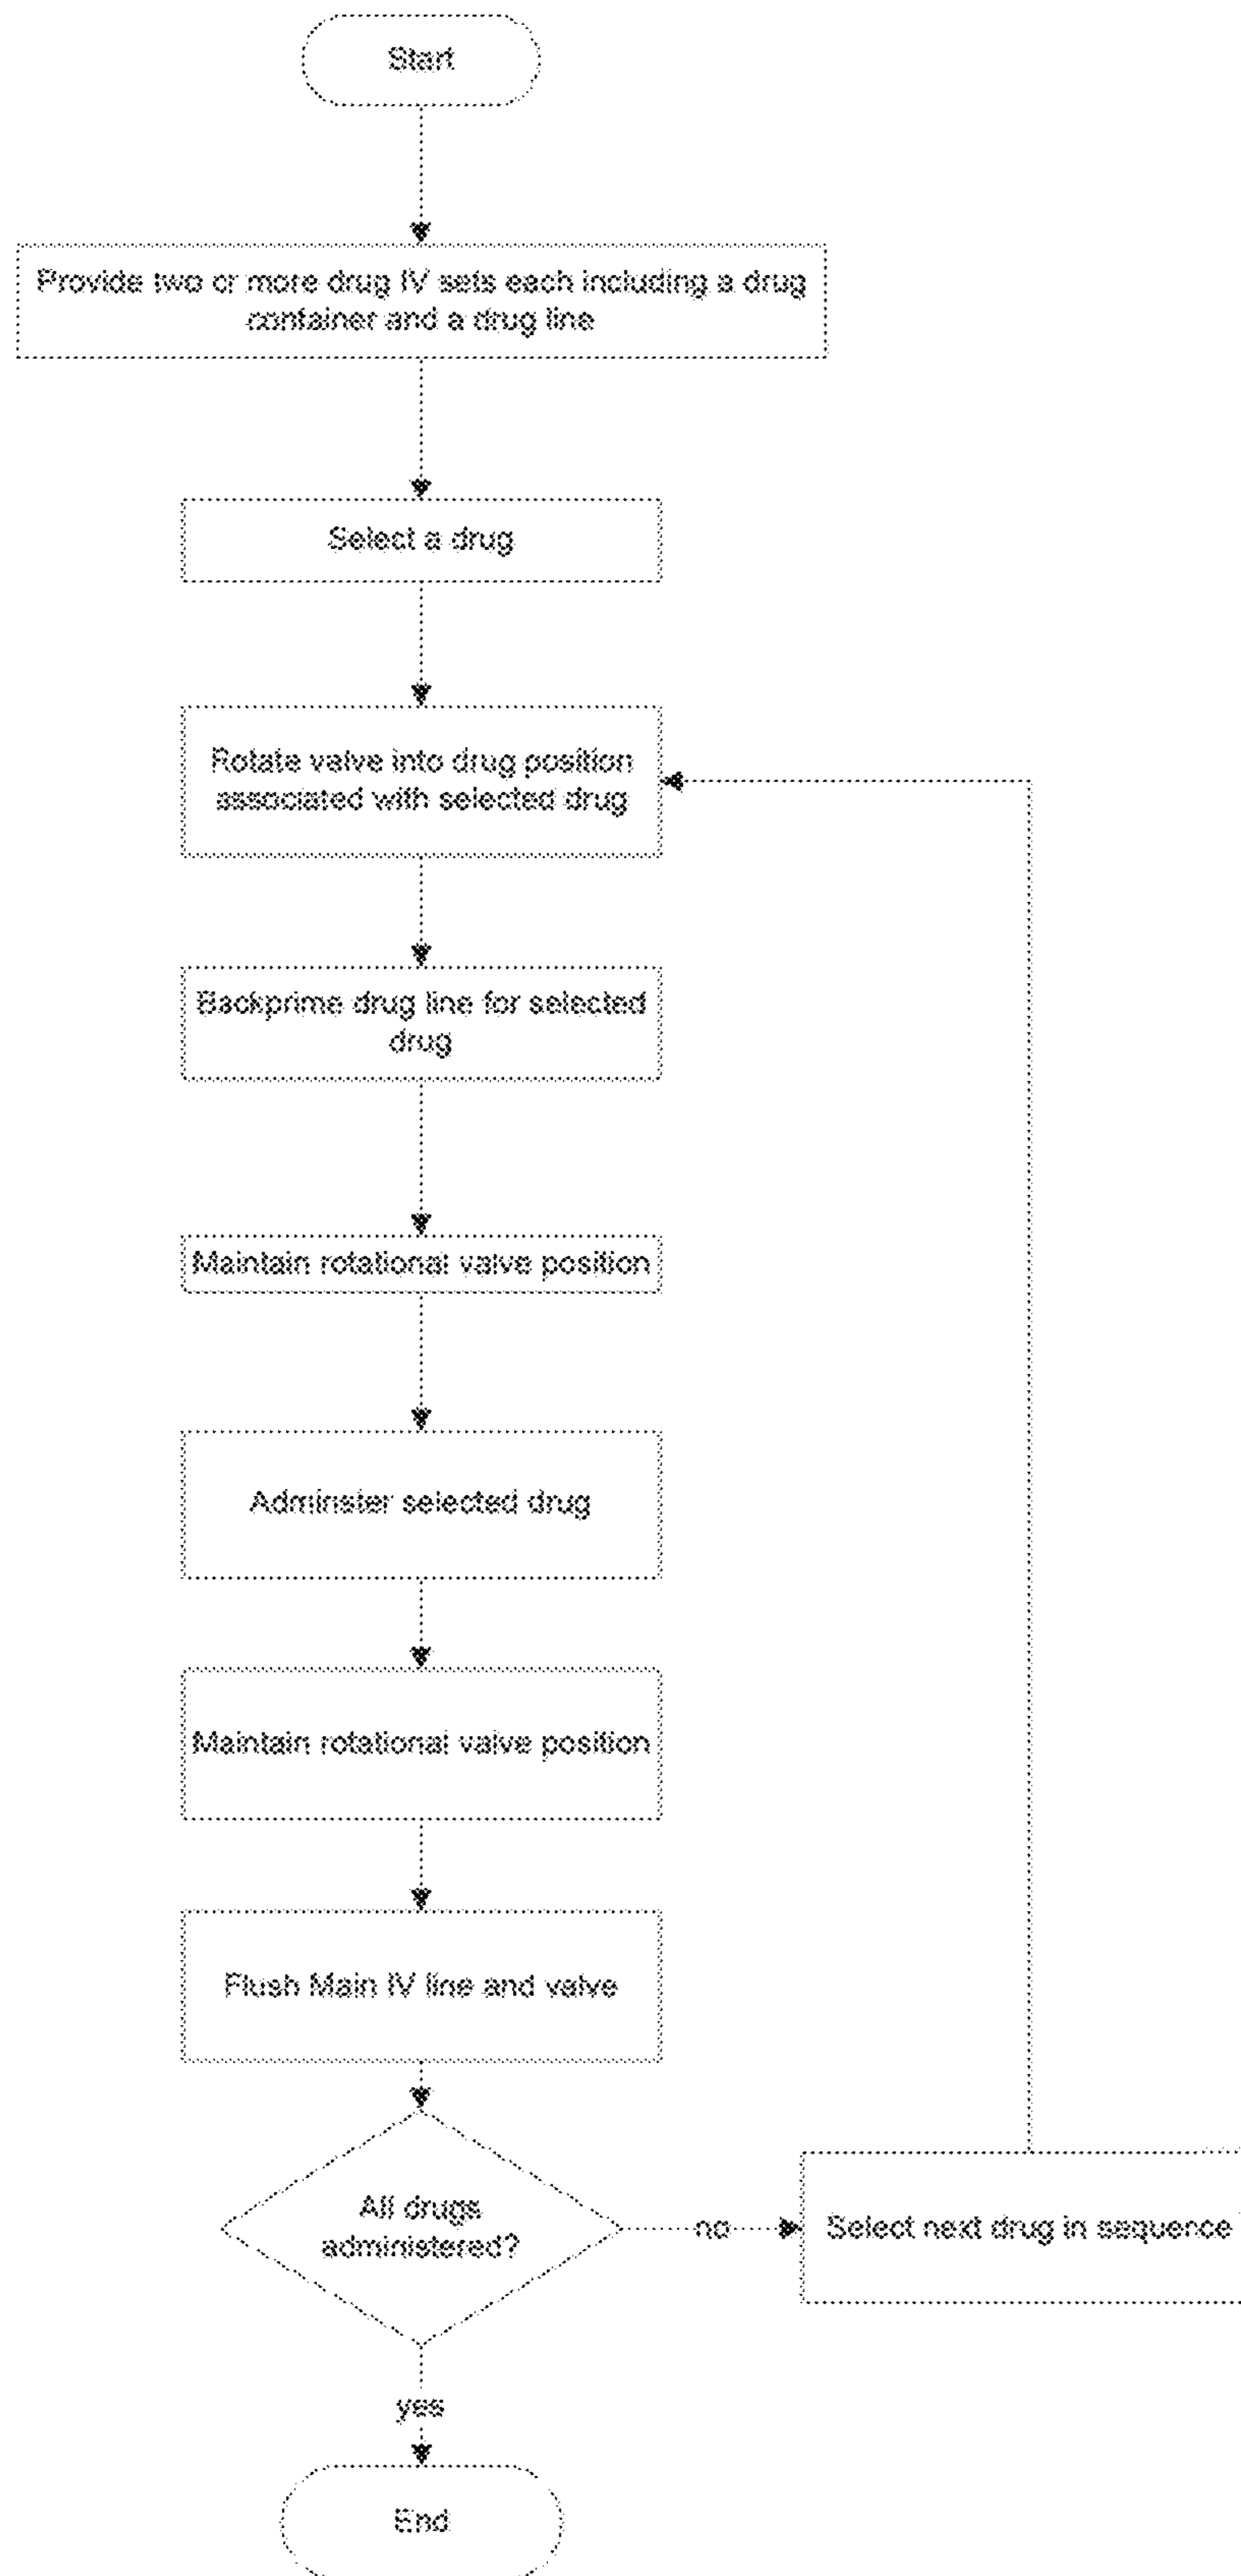 Start
Provide two or more drug IV sets each including a drug
container and a drug line
Select a drug
Rotate valve into drug position
associated with selected drug
Backprime drug line for selected
drug
Maintain rotational valve position
Adminster selected drug
Maintain rotational valve position
Flush Main IV line and valve
All drugs
administered?
no
Select next drug in sequence
yes
End